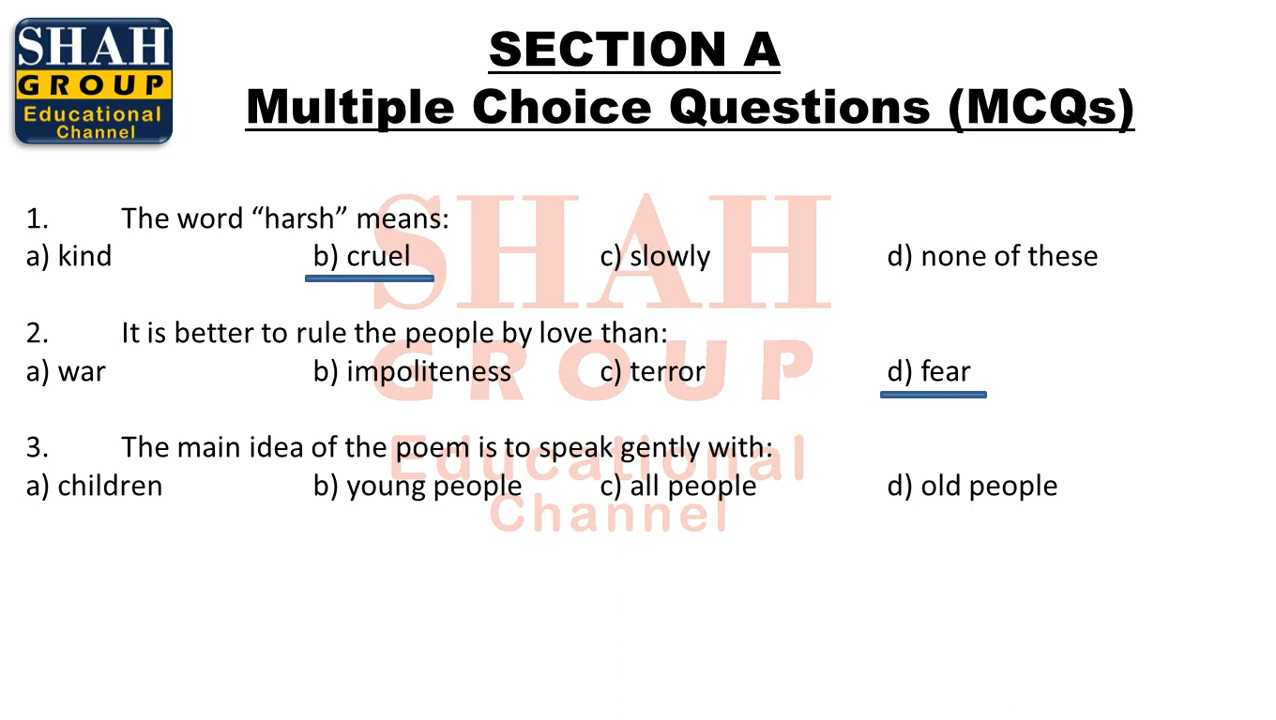 SHAH
GROUP
Educational
Channel
SECTION A
Multiple Choice Questions (MCQs)
1. The word “harsh” means:
a) kind b) cruel c) slowly d) none of these
2. It is better to rule the people by love than:
a) war b) impoliteness c) terror d) fear
3. The main idea of the poem is to speak gently with:
a) children b) young people c) all people d) old people
SHAH
GROUP
Educational
Channel